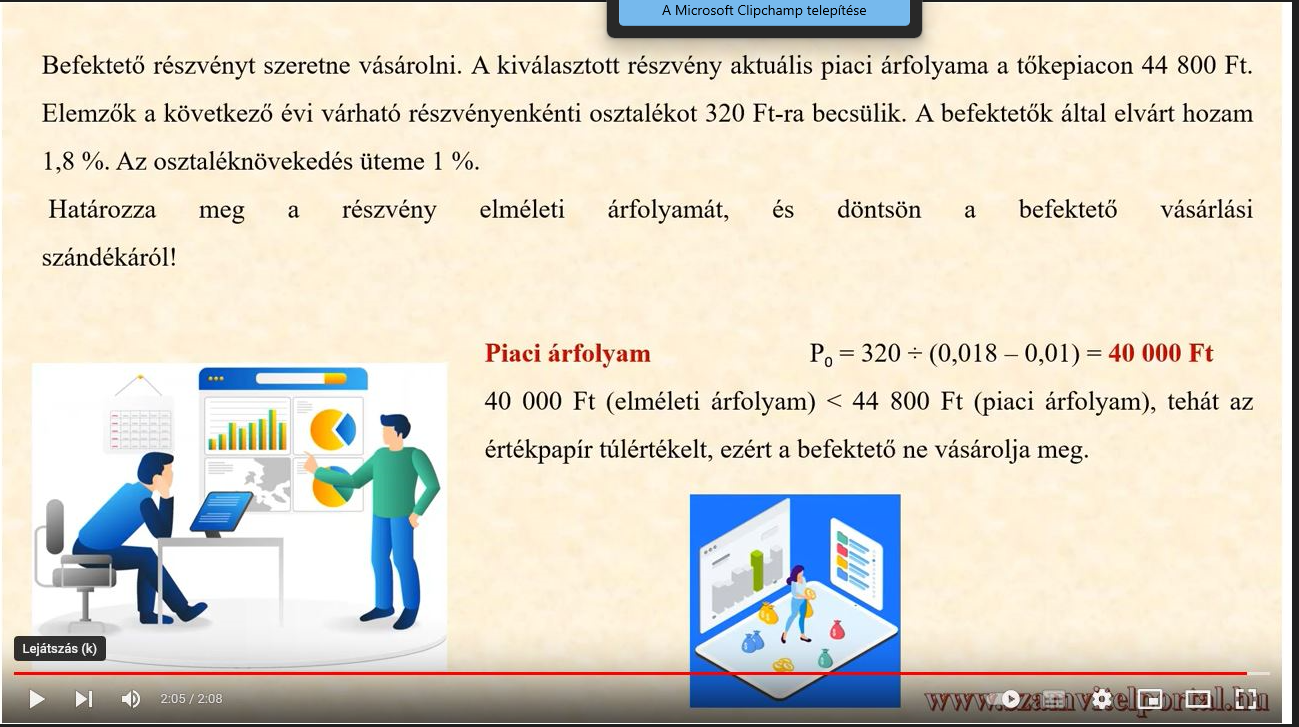 A Microsoft Clipchamp telepítése
Befektető részvényt szeretne vásárolni. A kiválasztott részvény aktuális piaci árfolyama a tőkepiacon 44 800 Ft.
Elemzők a következő évi várható részvényenkénti osztalékot 320 Ft-ra becsülik. A befektetők által elvárt hozam
1,8 %. Az osztaléknövekedés üteme 1 %.
Határozza meg a részvény elméleti árfolyamát, és döntsön a befektető vásárlási
szándékáról!
Piaci árfolyam P₀ = 320 ÷ (0,018 – 0,01) = 40 000 Ft
40 000 Ft (elméleti árfolyam) < 44 800 Ft (piaci árfolyam), tehát az
értékpapír túlértékelt, ezért a befektető ne vásárolja meg.
Lejátszás (k)
2:05 / 2:08
www.szamvitelportal.hu